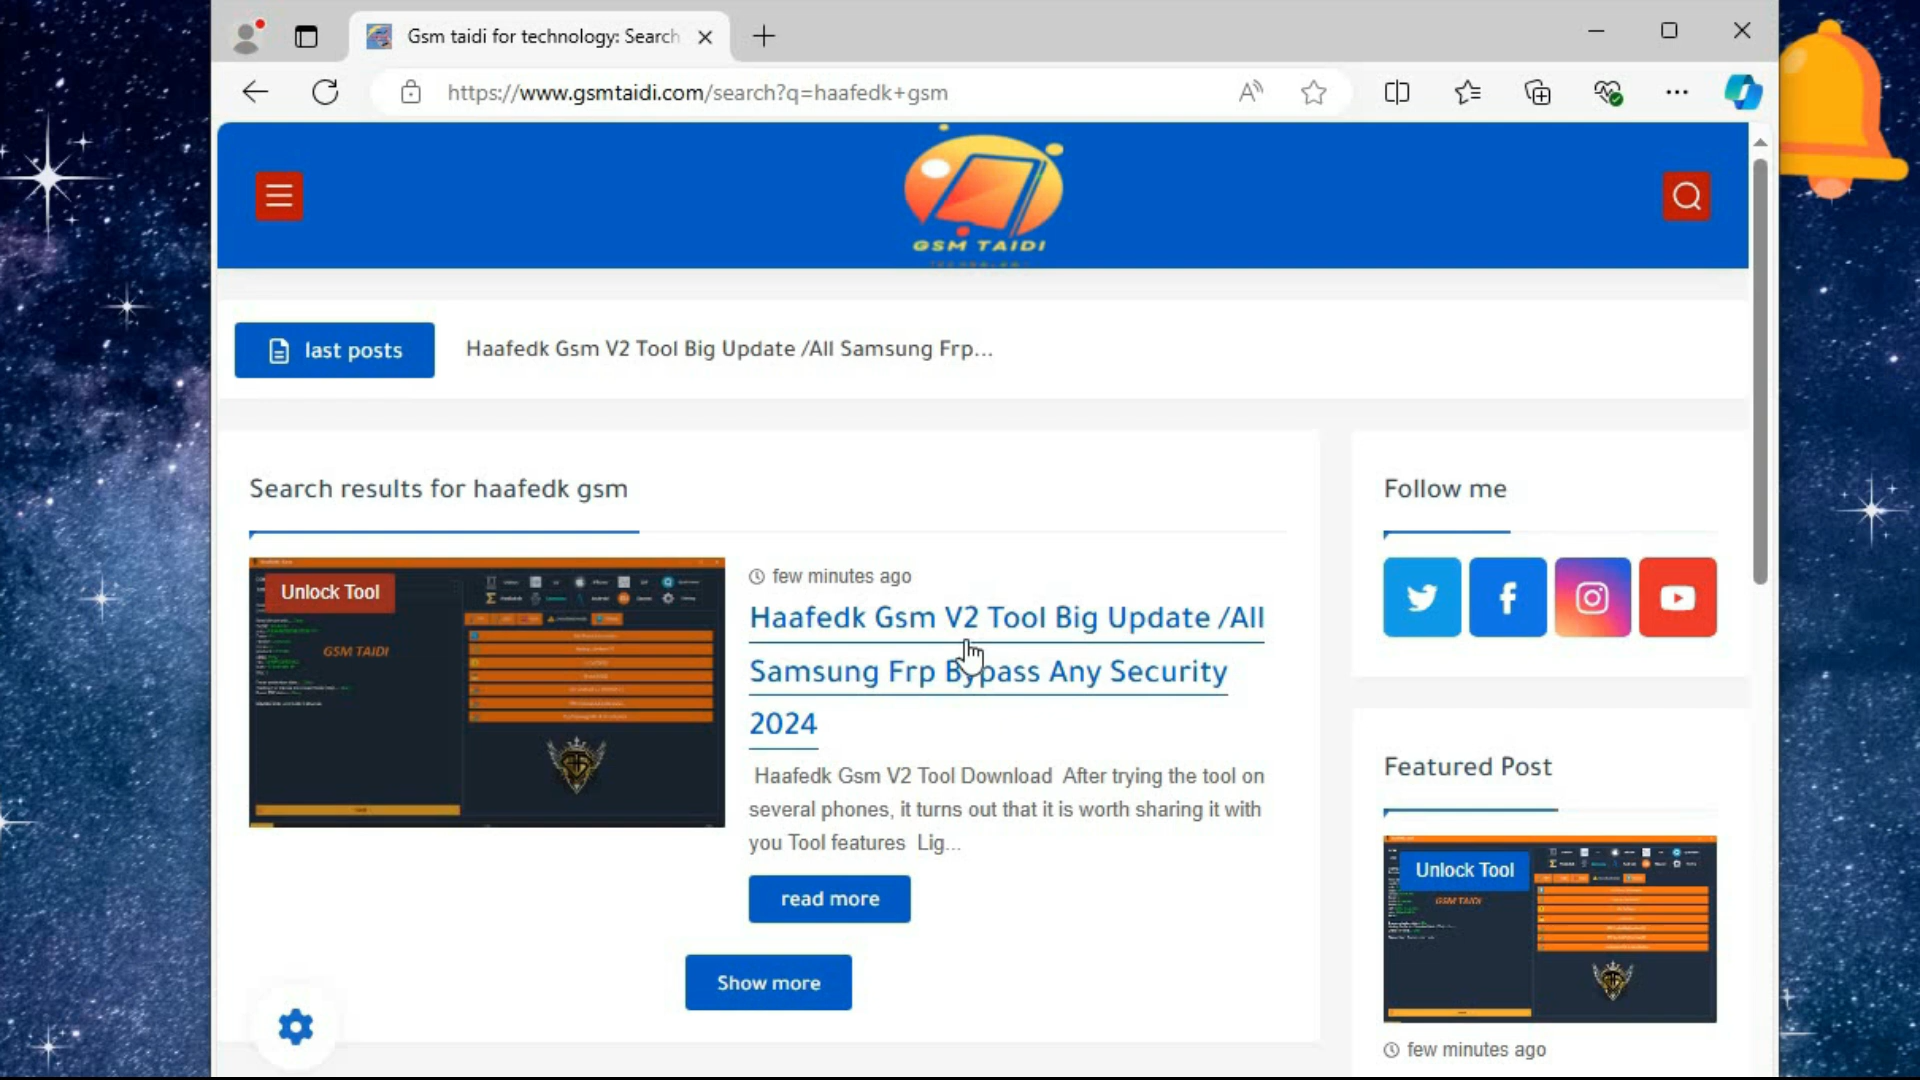 Gsm taidi for technology: Search
https://www.gsmtaidi.com/search?q=haafedk+gsm
GSM TAIDI
last posts
Haafedk Gsm V2 Tool Big Update /All Samsung Frp...
Search results for haafedk gsm
Unlock Tool
GSM TAIDI
few minutes ago
Haafedk Gsm V2 Tool Big Update /All
Samsung Frp Bypass Any Security
2024
Haafedk Gsm V2 Tool Download After trying the tool on
several phones, it turns out that it is worth sharing it with
you Tool features Lig...
read more
Show more
Follow me
Featured Post
Unlock Tool
GSM TAIDI
few minutes ago